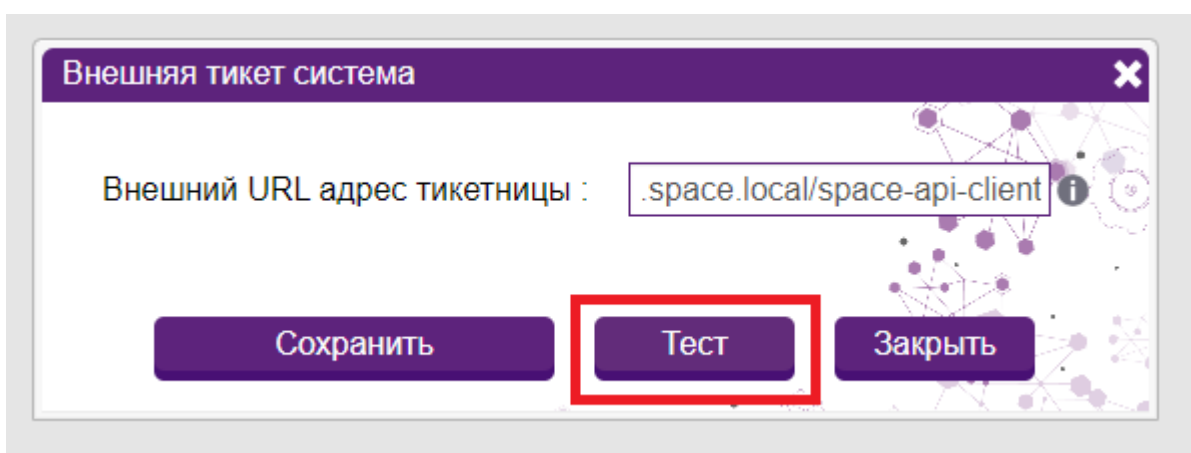 Внешняя тикет система
Внешний URL адрес тикетницы : .space.local/space-api-client
Сохранить Тест Закрыть